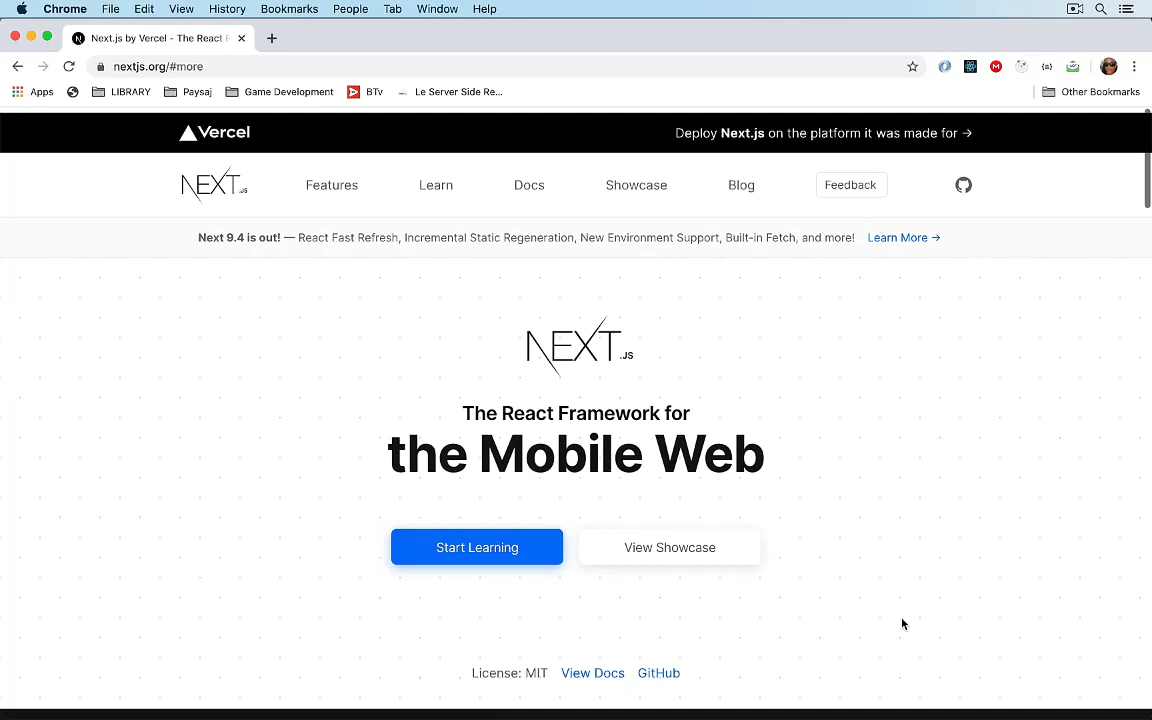 Chrome File Edit View History Bookmarks People Tab Window Help
Next.js by Vercel - The React F
nextjs.org/#more
Apps LIBRARY Paysaj Game Development BTv Le Server Side Re... Other Bookmarks
Vercel Deploy Next.js on the platform it was made for →
NEXT.JS Features Learn Docs Showcase Blog Feedback
Next 9.4 is out! — React Fast Refresh, Incremental Static Regeneration, New Environment Support, Built-in Fetch, and more! Learn More →
NEXT.JS
The React Framework for
the Mobile Web
Start Learning View Showcase
License: MIT View Docs GitHub